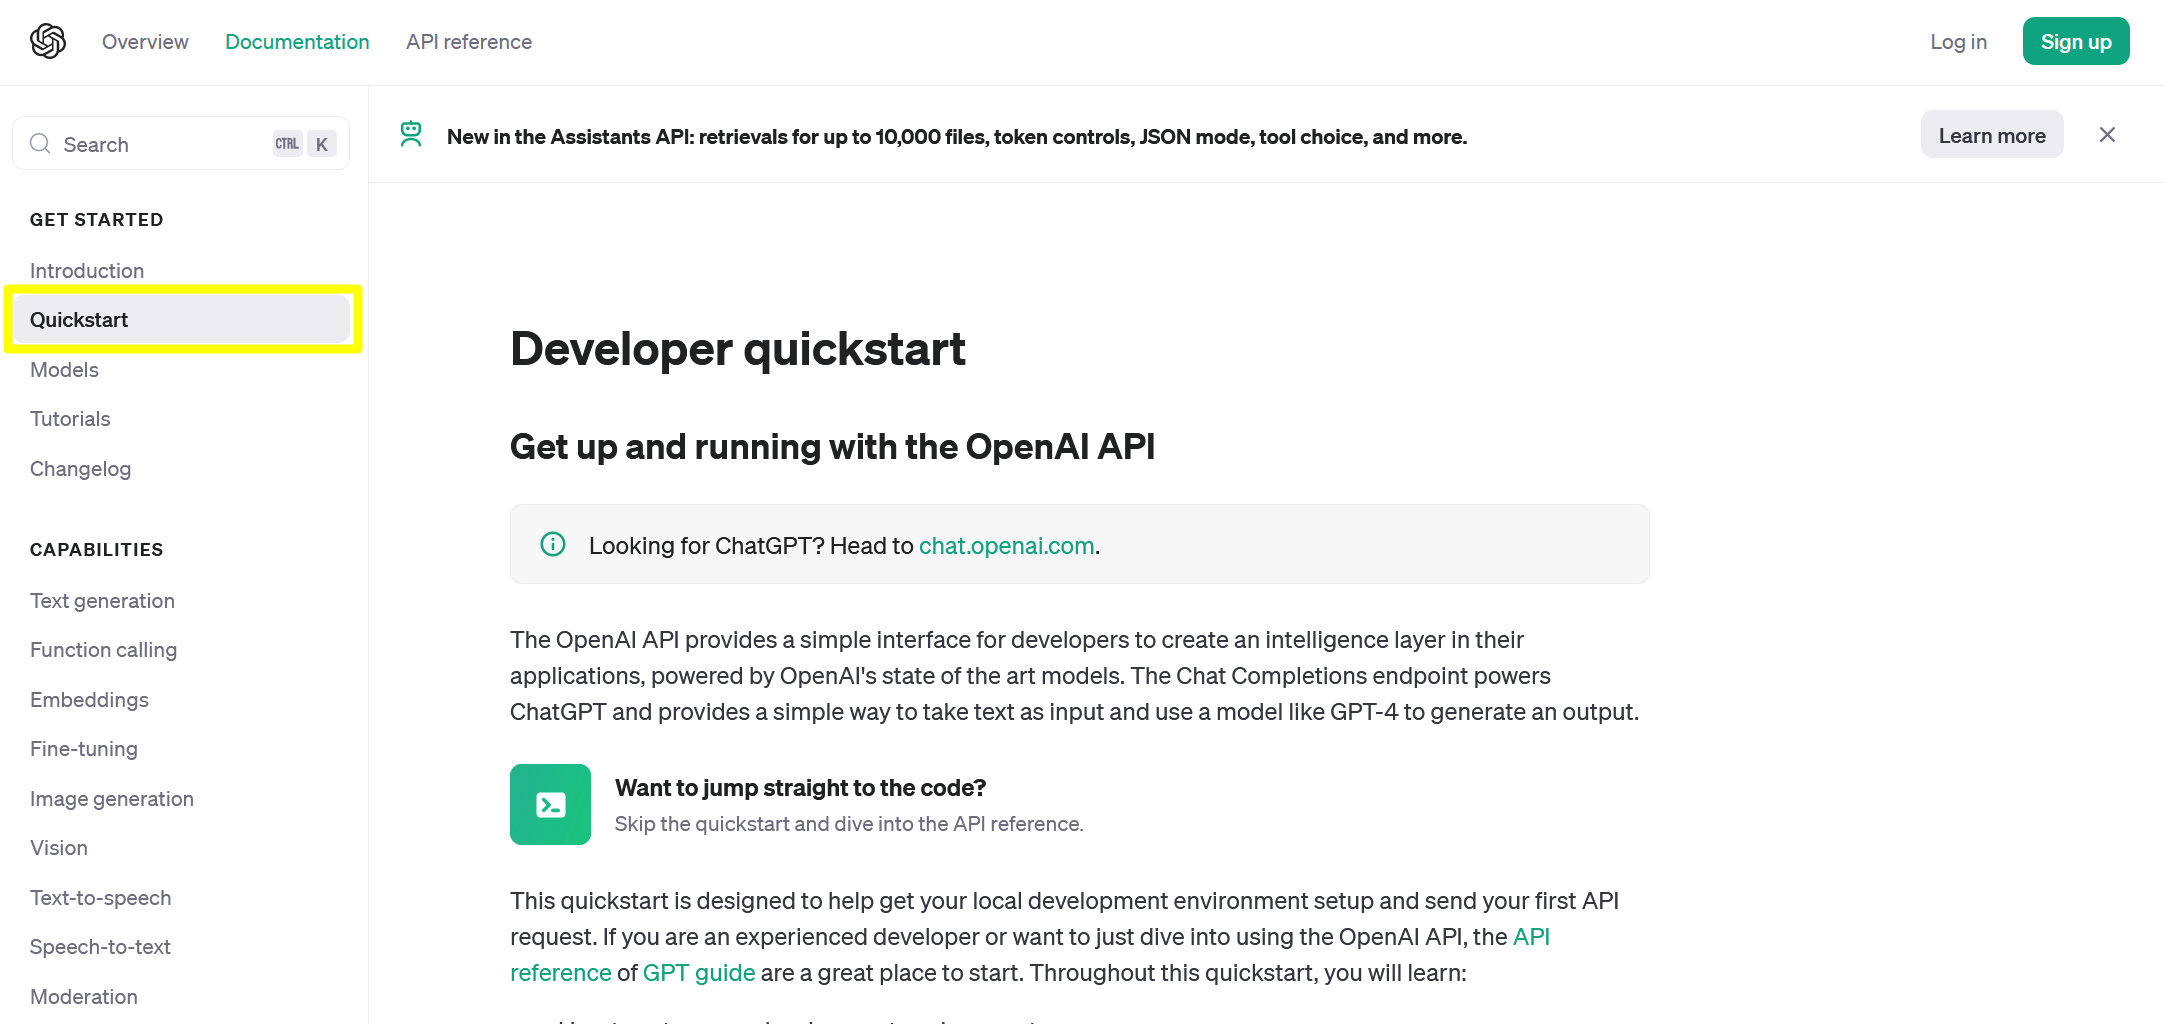 Overview
Documentation
API reference
Log in
Sign up
Search
CTRL
K
New in the Assistants API: retrievals for up to 10,000 files, token controls, JSON mode, tool choice, and more.
Learn more
GET STARTED
Introduction
Quickstart
Models
Tutorials
Changelog
CAPABILITIES
Text generation
Function calling
Embeddings
Fine-tuning
Image generation
Vision
Text-to-speech
Speech-to-text
Moderation
Developer quickstart
Get up and running with the OpenAI API
Looking for ChatGPT? Head to chat.openai.com.
The OpenAI API provides a simple interface for developers to create an intelligence layer in their
applications, powered by OpenAI's state of the art models. The Chat Completions endpoint powers
ChatGPT and provides a simple way to take text as input and use a model like GPT-4 to generate an output.
Want to jump straight to the code?
Skip the quickstart and dive into the API reference.
This quickstart is designed to help get your local development environment setup and send your first API
request. If you are an experienced developer or want to just dive into using the OpenAI API, the API
reference of GPT guide are a great place to start. Throughout this quickstart, you will learn: